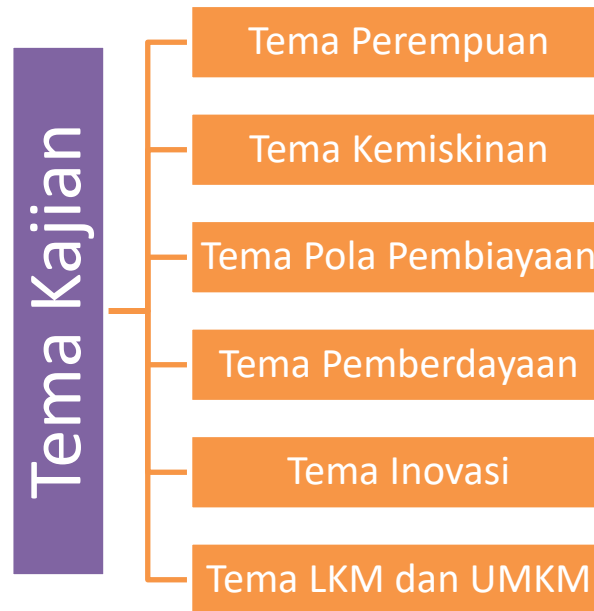 Tema Kajian
Tema Perempuan
Tema Kemiskinan
Tema Pola Pembiayaan
Tema Pemberdayaan
Tema Inovasi
Tema LKM dan UMKM